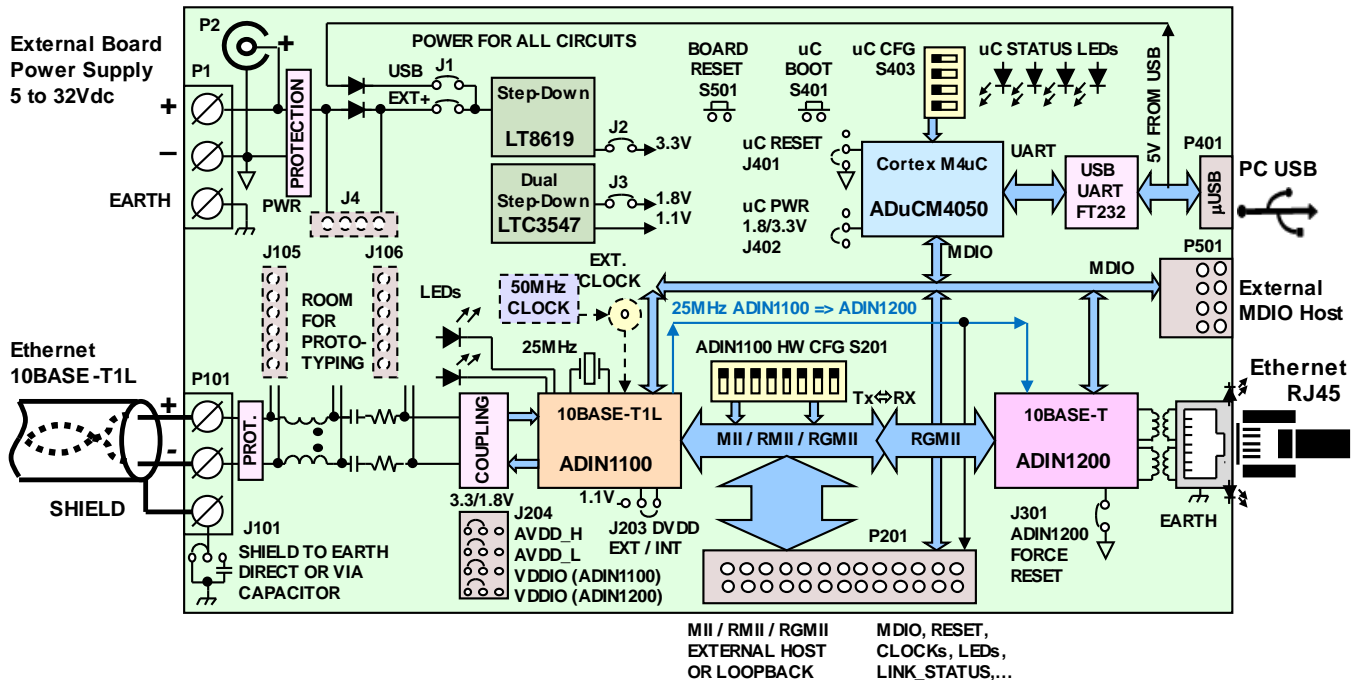 External Board
Power Supply
5 to 32Vdc
P2
+
P1
+
–
EARTH
PROTECTION
PWR
J4
POWER FOR ALL CIRCUITS
USB
J1
EXT+
Step-Down
LT8619
J2
3.3V
Dual
Step-Down
LTC3547
J3
1.8V
1.1V
BOARD
RESET
S501
uC
BOOT
S401
uC CFG
S403
uC STATUS LEDs
5V FROM USB
uC RESET
J401
uC PWR
1.8/3.3V
J402
Cortex M4uC
ADuCM4050
UART
USB
UART
FT232
P401
µUSB
PC USB
MDIO
MDIO
P501
External
MDIO Host
J105
ROOM
FOR
PROTO-
TYPING
J106
LEDs
50MHz
CLOCK
EXT.
CLOCK
25MHz ADIN1100 => ADIN1200
25MHz
ADIN1100 HW CFG S201
Ethernet
10BASE-T1L
P101
+
-
SHIELD
PROT.
COUPLING
10BASE-T1L
ADIN1100
MII / RMII / RGMII
Tx⇔RX
RGMII
10BASE-T
ADIN1200
Ethernet
RJ45
EARTH
J101
SHIELD TO EARTH
DIRECT OR VIA
CAPACITOR
3.3/1.8V
J204
AVDD_H
AVDD_L
VDDIO (ADIN1100)
VDDIO (ADIN1200)
1.1V
J203 DVDD
EXT / INT
P201
J301
ADIN1200
FORCE
RESET
MII / RMII / RGMII
EXTERNAL HOST
OR LOOPBACK
MDIO, RESET,
CLOCKs, LEDs,
LINK_STATUS,...